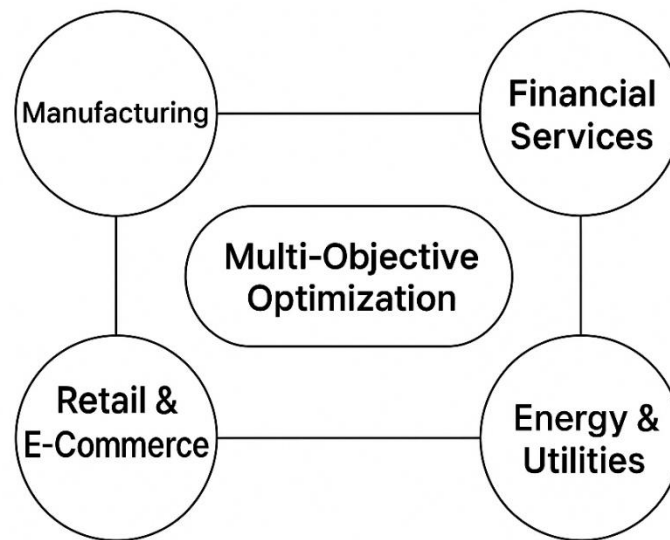 Manufacturing
Financial
Services
Multi-Objective
Optimization
Retail &
E-Commerce
Energy &
Utilities